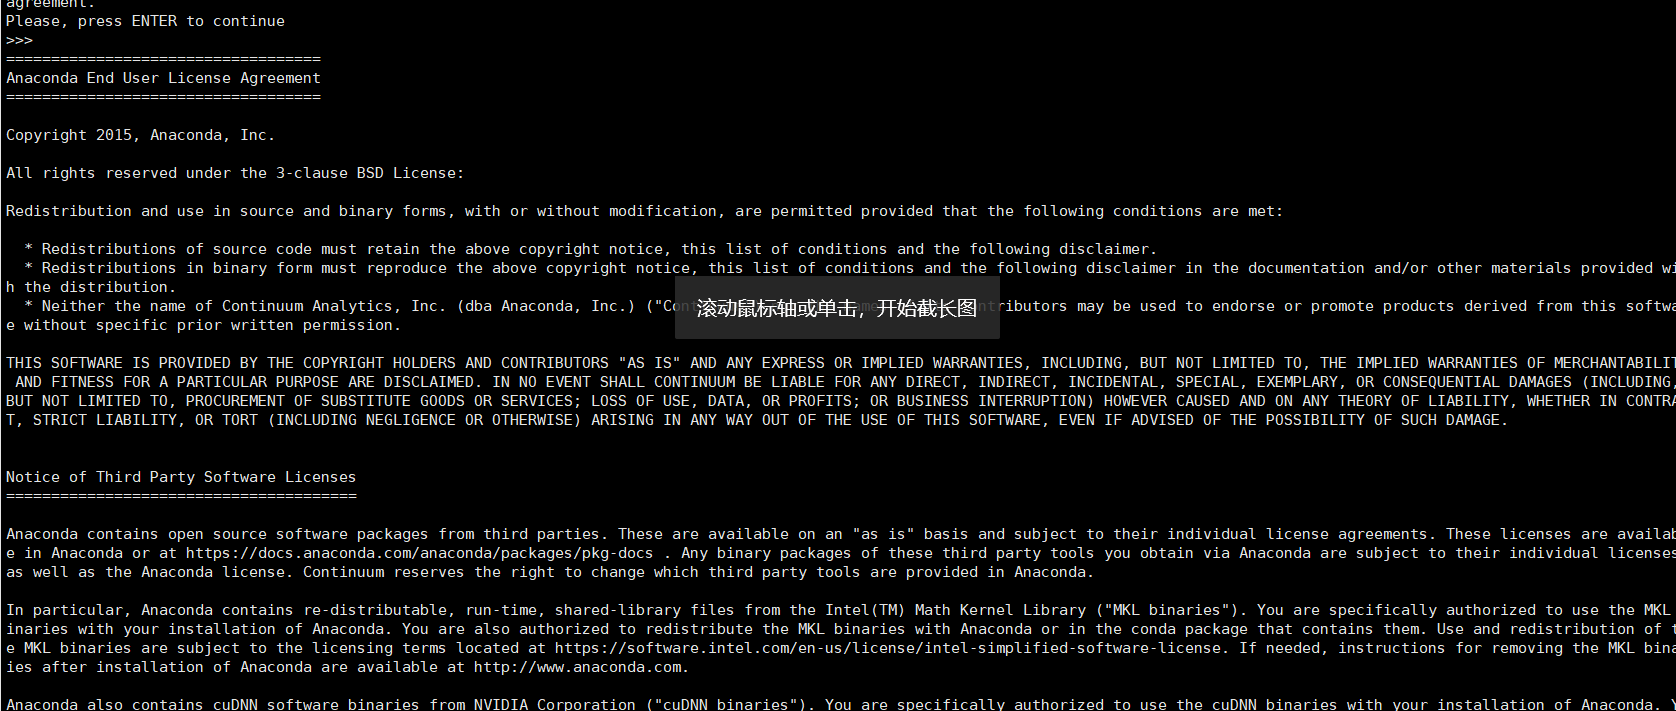 agreement.
Please, press ENTER to continue
>>>
===================================
Anaconda End User License Agreement
===================================
Copyright 2015, Anaconda, Inc.
All rights reserved under the 3-clause BSD License:
Redistribution and use in source and binary forms, with or without modification, are permitted provided that the following conditions are met:
* Redistributions of source code must retain the above copyright notice, this list of conditions and the following disclaimer.
* Redistributions in binary form must reproduce the above copyright notice, this list of conditions and the following disclaimer in the documentation and/or other materials provided wi
h the distribution.
* Neither the name of Continuum Analytics, Inc. (dba Anaconda, Inc.) ("Con ntributors may be used to endorse or promote products derived from this softwa
滚动鼠标轴或单击，开始截长图
e without specific prior written permission.
THIS SOFTWARE IS PROVIDED BY THE COPYRIGHT HOLDERS AND CONTRIBUTORS "AS IS" AND ANY EXPRESS OR IMPLIED WARRANTIES, INCLUDING, BUT NOT LIMITED TO, THE IMPLIED WARRANTIES OF MERCHANTABILIT
AND FITNESS FOR A PARTICULAR PURPOSE ARE DISCLAIMED. IN NO EVENT SHALL CONTINUUM BE LIABLE FOR ANY DIRECT, INDIRECT, INCIDENTAL, SPECIAL, EXEMPLARY, OR CONSEQUENTIAL DAMAGES (INCLUDING,
BUT NOT LIMITED TO, PROCUREMENT OF SUBSTITUTE GOODS OR SERVICES; LOSS OF USE, DATA, OR PROFITS; OR BUSINESS INTERRUPTION) HOWEVER CAUSED AND ON ANY THEORY OF LIABILITY, WHETHER IN CONTRA
T, STRICT LIABILITY, OR TORT (INCLUDING NEGLIGENCE OR OTHERWISE) ARISING IN ANY WAY OUT OF THE USE OF THIS SOFTWARE, EVEN IF ADVISED OF THE POSSIBILITY OF SUCH DAMAGE.
Notice of Third Party Software Licenses
=======================================
Anaconda contains open source software packages from third parties. These are available on an "as is" basis and subject to their individual license agreements. These licenses are availab
e in Anaconda or at https://docs.anaconda.com/anaconda/packages/pkg-docs . Any binary packages of these third party tools you obtain via Anaconda are subject to their individual licenses
as well as the Anaconda license. Continuum reserves the right to change which third party tools are provided in Anaconda.
In particular, Anaconda contains re-distributable, run-time, shared-library files from the Intel(TM) Math Kernel Library ("MKL binaries"). You are specifically authorized to use the MKL
inaries with your installation of Anaconda. You are also authorized to redistribute the MKL binaries with Anaconda or in the conda package that contains them. Use and redistribution of t
e MKL binaries are subject to the licensing terms located at https://software.intel.com/en-us/license/intel-simplified-software-license. If needed, instructions for removing the MKL bina
ies after installation of Anaconda are available at http://www.anaconda.com.
Anaconda also contains cuDNN software binaries from NVIDIA Corporation ("cuDNN binaries"). You are specifically authorized to use the cuDNN binaries with your installation of Anaconda. Y